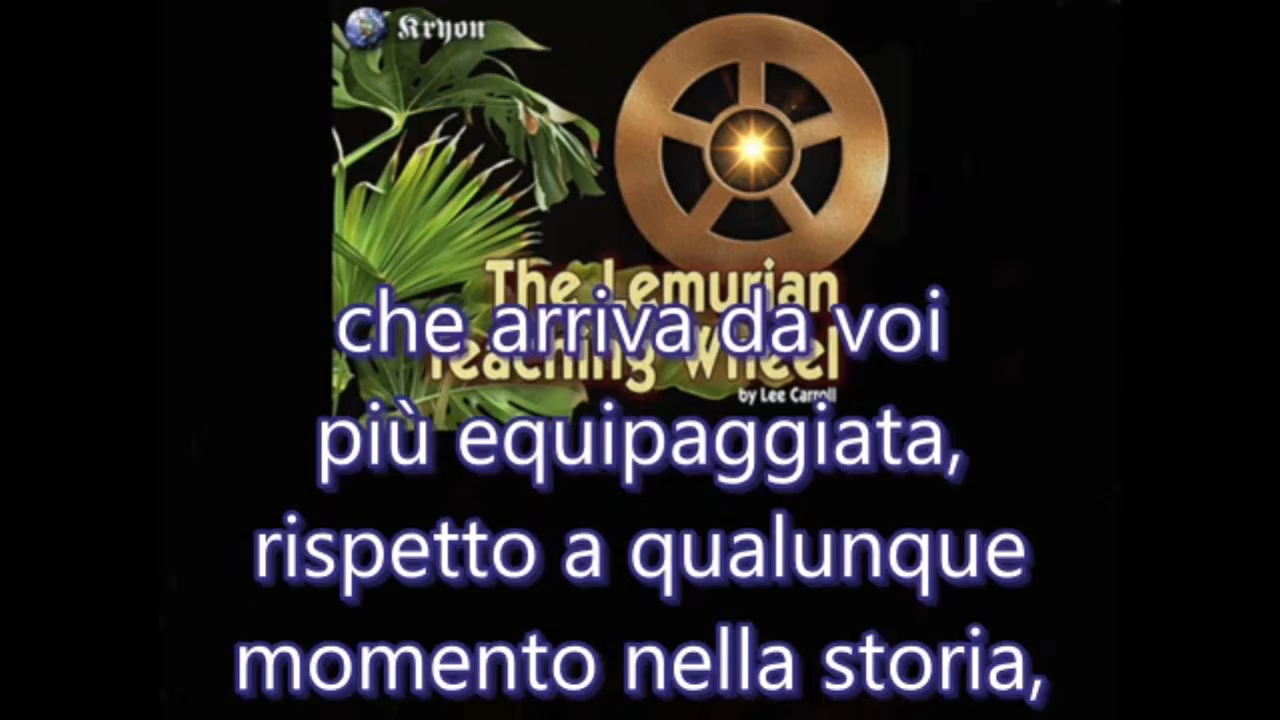 Kryon
The Lemurian
Teaching Wheel
by Lee Carroll
che arriva da voi
più equipaggiata,
rispetto a qualunque
momento nella storia,